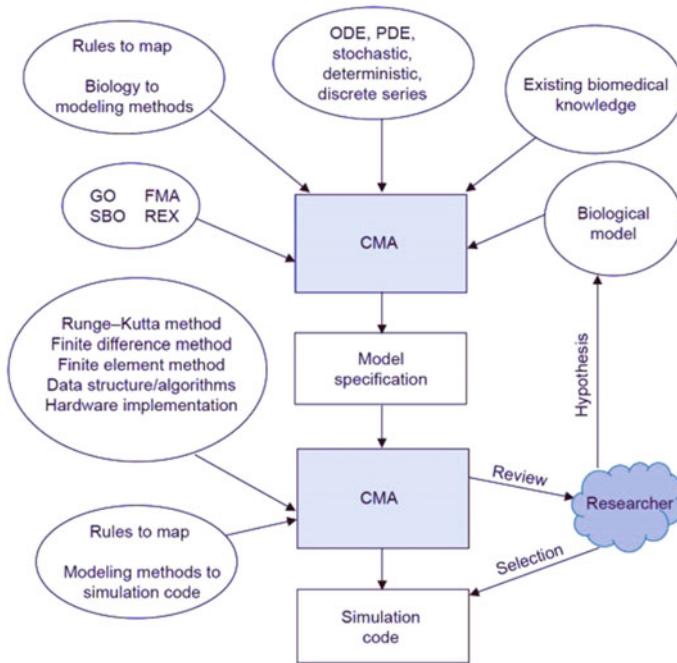 Rules to map
Biology to
modeling methods
ODE, PDE,
stochastic,
deterministic,
discrete series
Existing biomedical
knowledge
GO FMA
SBO REX
CMA
Biological
model
Runge–Kutta method
Finite difference method
Finite element method
Data structure/algorithms
Hardware implementation
Model
specification
Hypothesis
CMA
Review
Researcher
Rules to map
Modeling methods to
simulation code
Selection
Simulation
code